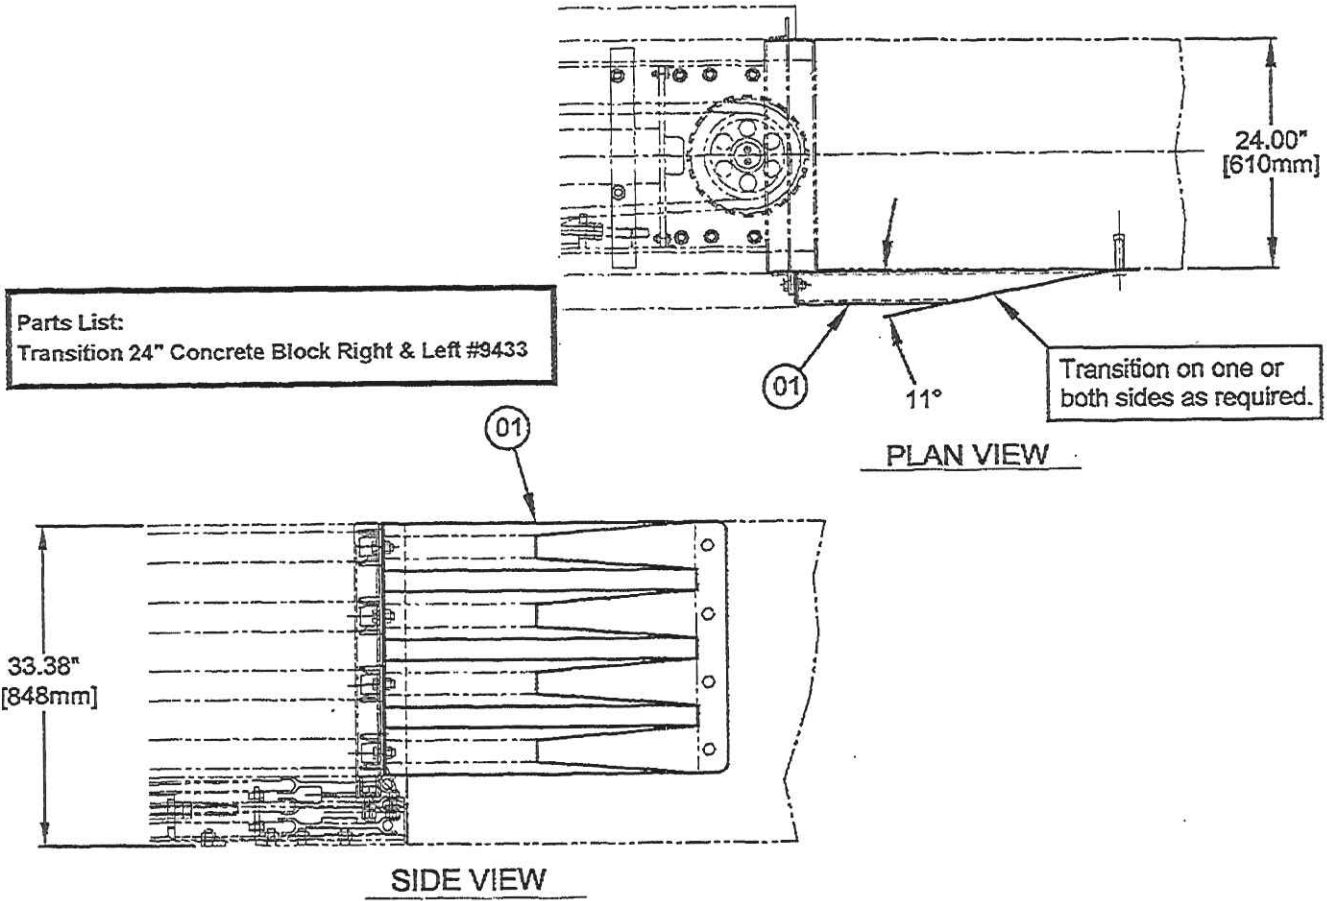 24.00"
[610mm]
Parts List:
Transition 24" Concrete Block Right & Left #9433
01
11°
Transition on one or
both sides as required.
PLAN VIEW
01
33.38"
[848mm]
SIDE VIEW